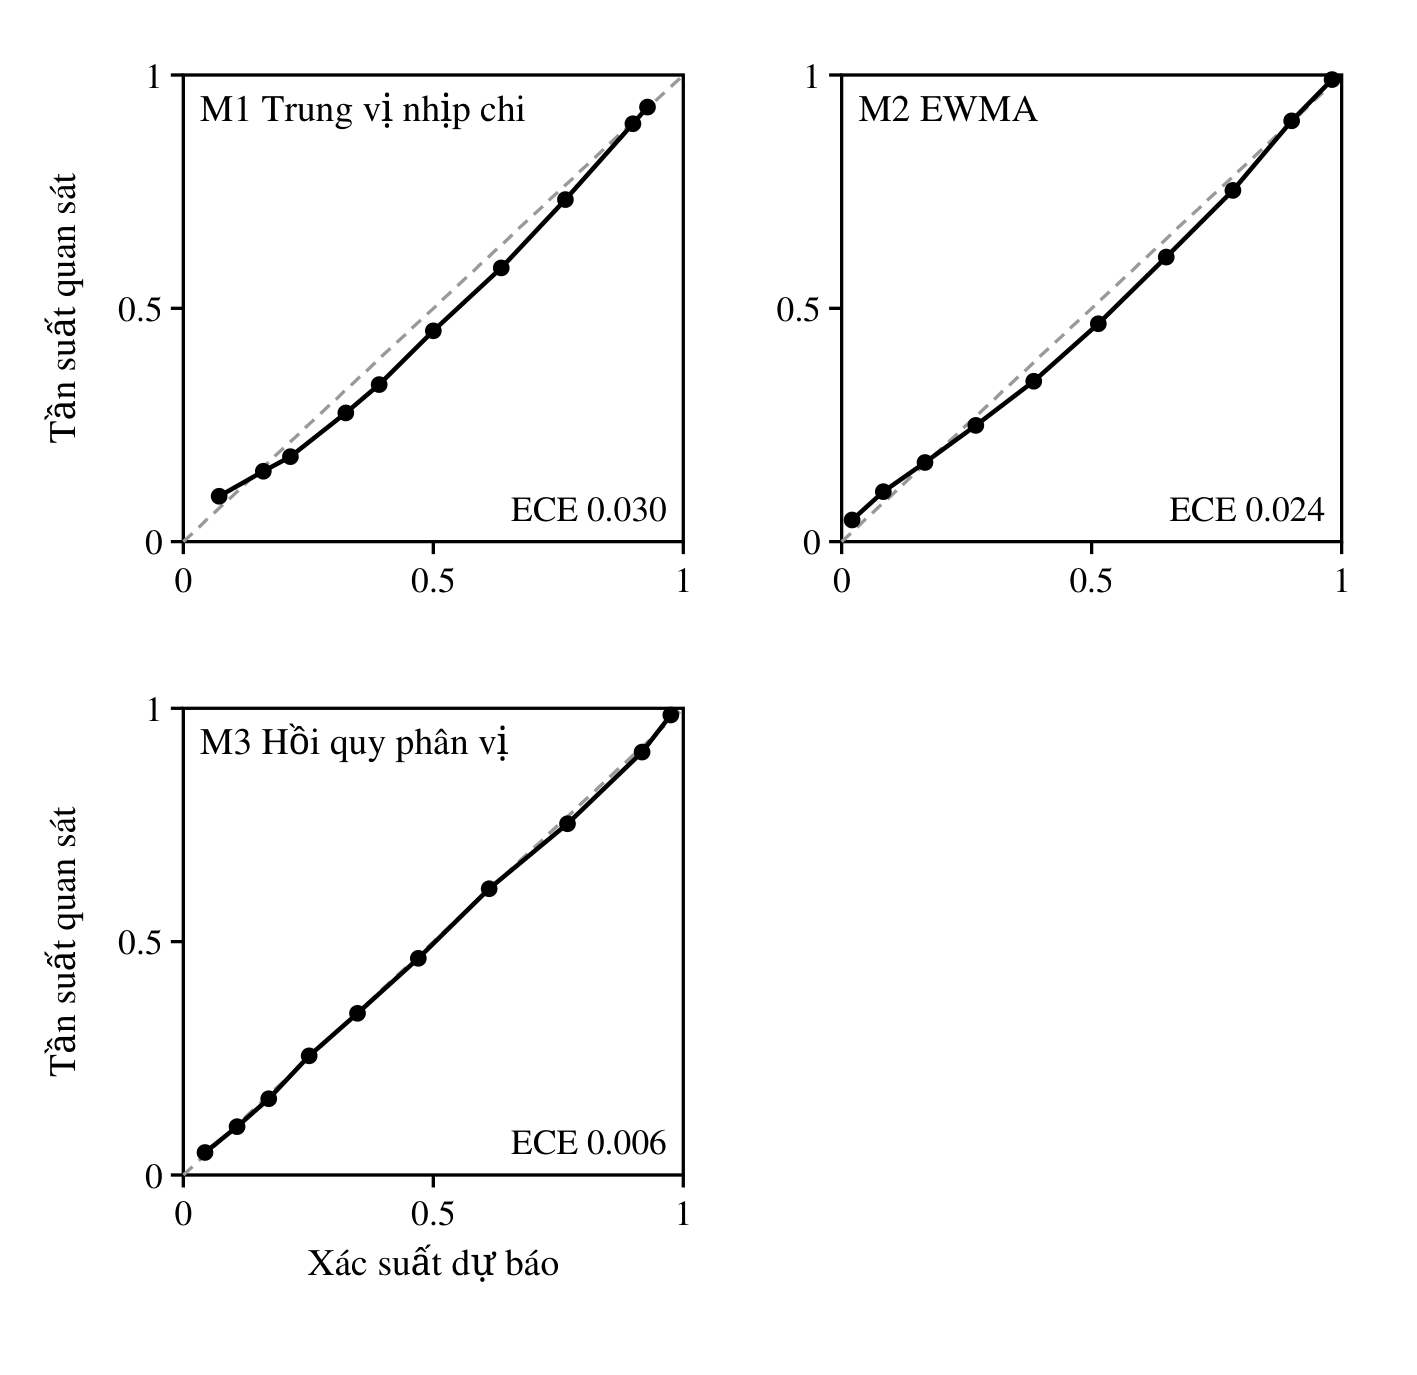 M1 Trung vị nhịp chi
Tần suất quan sát
1
0.5
0
ECE 0.030
0 0.5 1
M2 EWMA
1
0.5
0
ECE 0.024
0 0.5 1
M3 Hồi quy phân vị
Tần suất quan sát
1
0.5
0
ECE 0.006
0 0.5 1
Xác suất dự báo